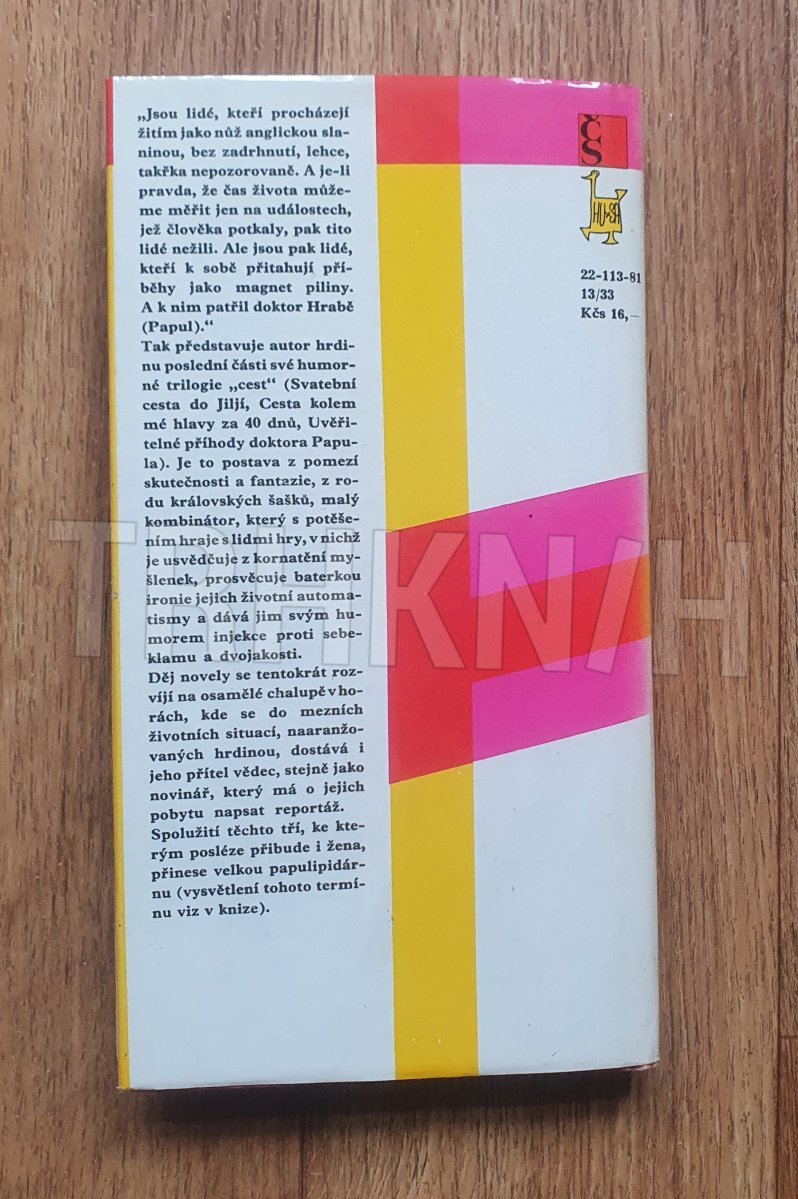 „Jsou lidé, kteří procházejí
žitím jako nůž anglickou sla-
ninou, bez zadrhnutí, lehce,
takřka nepozorovaně. A je-li
pravda, že čas života může-
me měřit jen na událostech,
jež člověka potkaly, pak tito
lidé nežili. Ale jsou pak lidé,
kteří k sobě přitahují pří-
běhy jako magnet piliny.
A k nim patřil doktor Hrabě
(Papul).“
Tak představuje autor hrdi-
nu poslední části své humor-
né trilogie „cest“ (Svatební
cesta do Jiljí, Cesta kolem
mé hlavy za 40 dnů, Uvěři-
telné příhody doktora Papu-
la). Je to postava z pomezí
skutečnosti a fantazie, z ro-
du královských šašků, malý
kombinátor, který s potěše-
ním hraje s lidmi hry, v nichž
je usvědčuje z kornatění my-
šlenek, prosvěcuje baterkou
ironie jejich životní automa-
tismy a dává jim svým hu-
morem injekce proti sebe-
klamu a dvojakosti.
Děj novely se tentokrát roz-
víjí na osamělé chalupě v ho-
rách, kde se do mezních
životních situací, naaranžo-
vaných hrdinou, dostává i
jeho přítel vědec, stejně jako
novinář, který má o jejich
pobytu napsat reportáž.
Spolužití těchto tří, ke kte-
rým posléze přibude i žena,
přinese velkou papulipidár-
nu (vysvětlení tohoto termí-
nu viz v knize).
ČS
HU+SA
22-113-81
13/33
Kčs 16,–
TRHKNIH